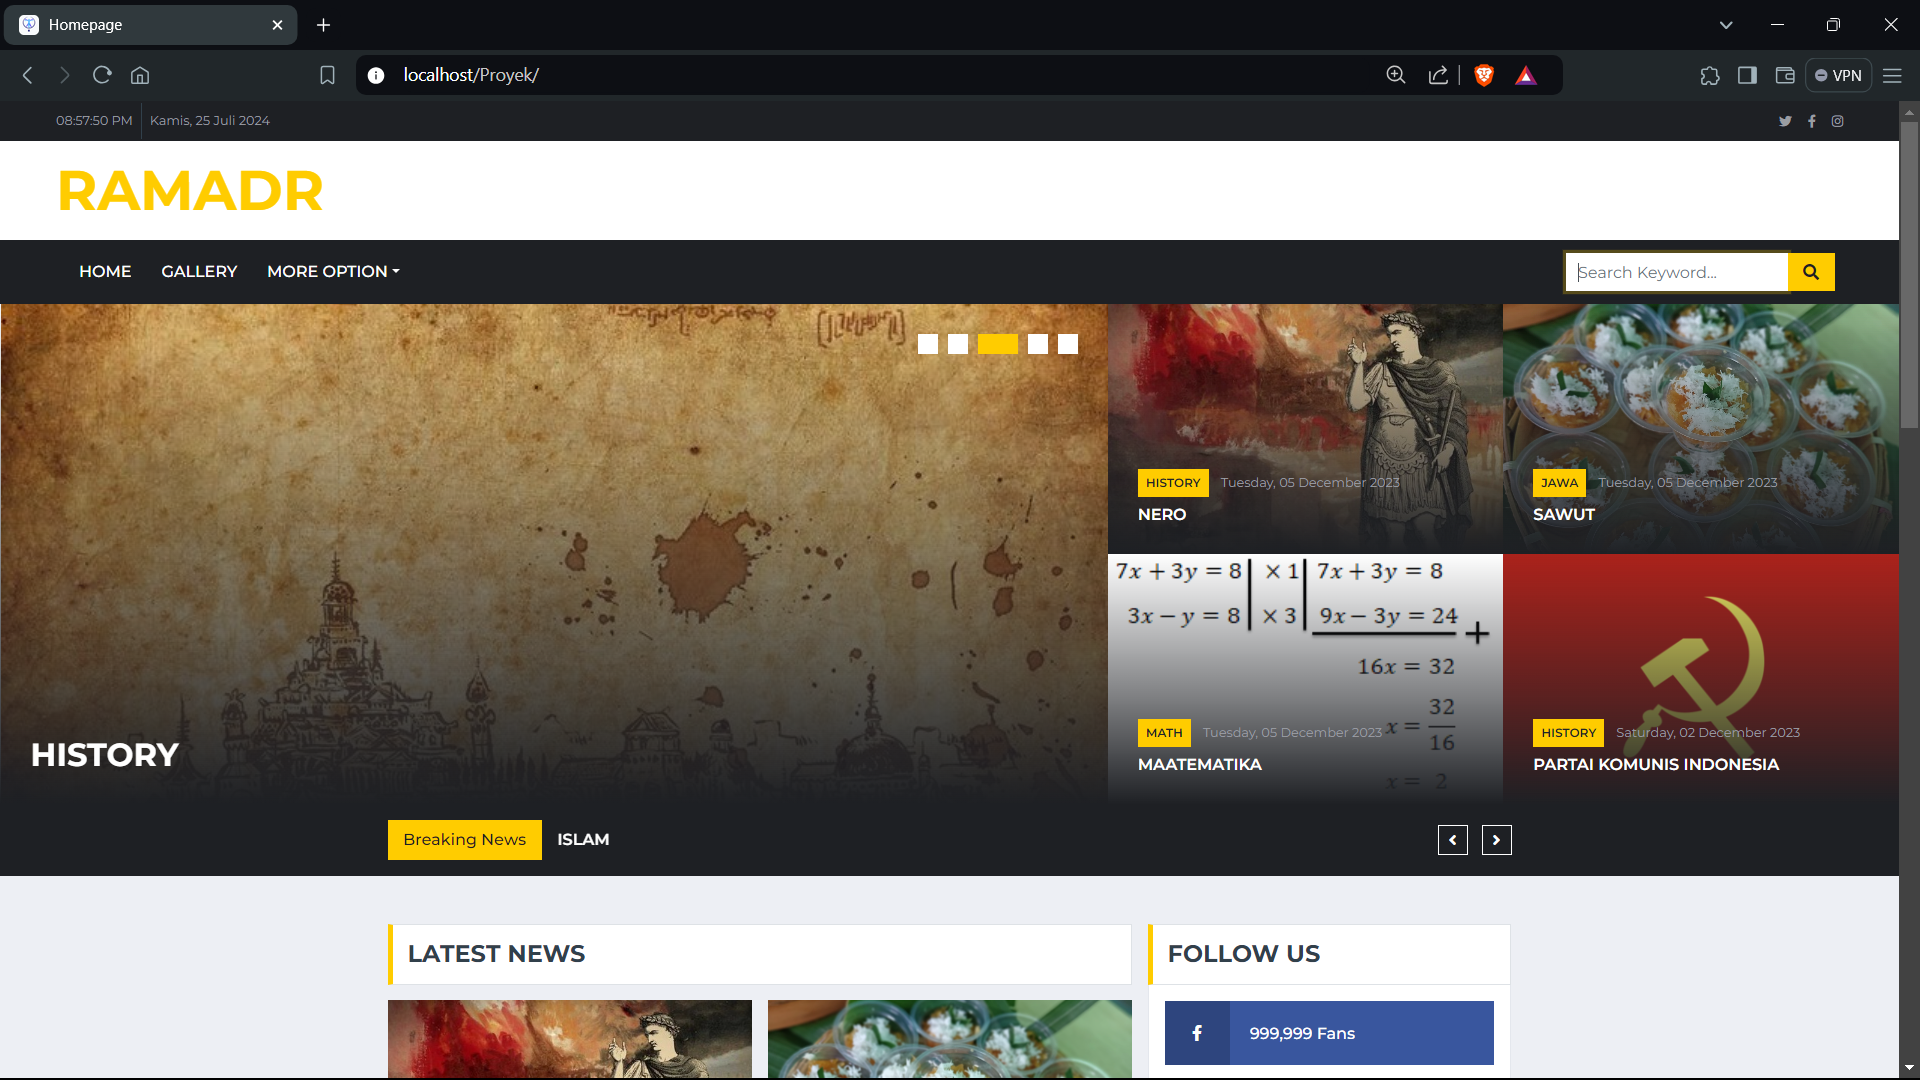 Homepage
localhost/Proyek/
VPN
08:57:50 PM
Kamis, 25 Juli 2024
RAMADR
HOME
GALLERY
MORE OPTION
Search Keyword...
HISTORY
HISTORY
Tuesday, 05 December 2023
NERO
JAWA
Tuesday, 05 December 2023
SAWUT
7x + 3y = 8 | × 1 | 7x + 3y = 8
3x − y = 8 | × 3 | 9x − 3y = 24
+
16x = 32
x = 32/16
x = 2
MATH
Tuesday, 05 December 2023
MAATEMATIKA
HISTORY
Saturday, 02 December 2023
PARTAI KOMUNIS INDONESIA
Breaking News
ISLAM
LATEST NEWS
FOLLOW US
999,999 Fans